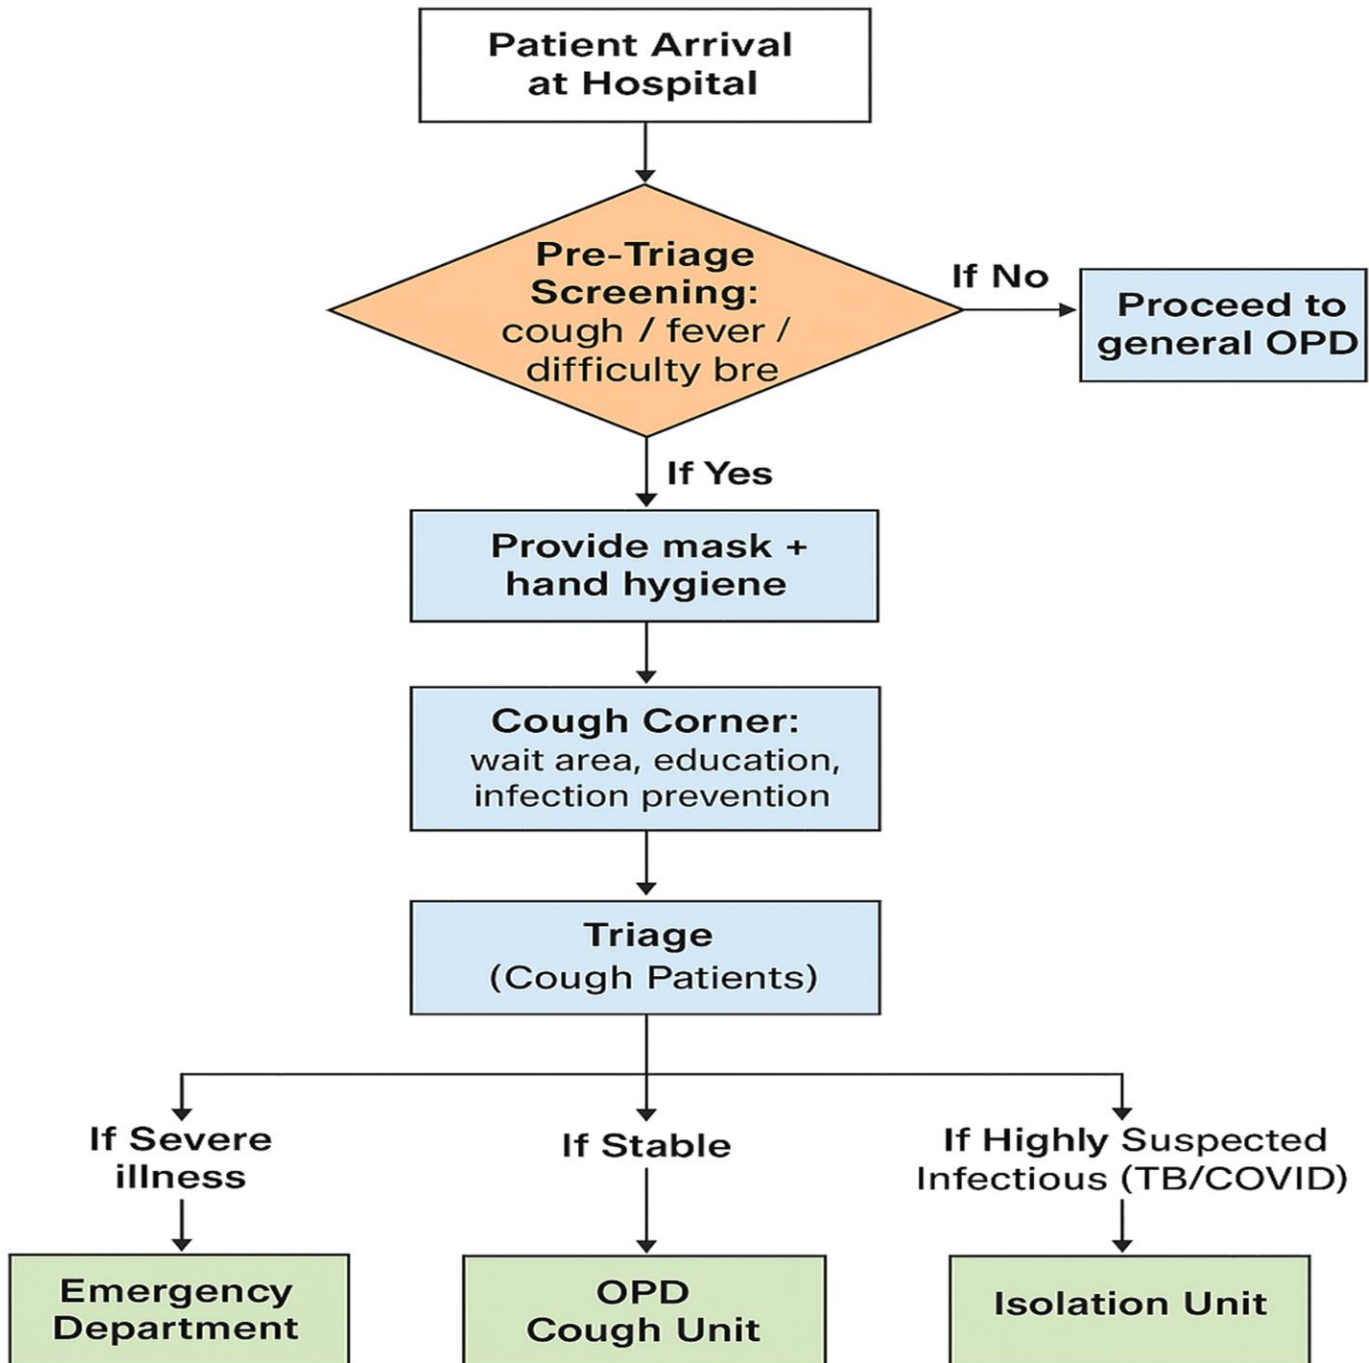 Patient Arrival
at Hospital
Pre-Triage
Screening:
cough / fever /
difficulty bre
If No
Proceed to
general OPD
If Yes
Provide mask +
hand hygiene
Cough Corner:
wait area, education,
infection prevention
Triage
(Cough Patients)
If Severe
illness
If Stable
If Highly Suspected
Infectious (TB/COVID)
Emergency
Department
OPD
Cough Unit
Isolation Unit